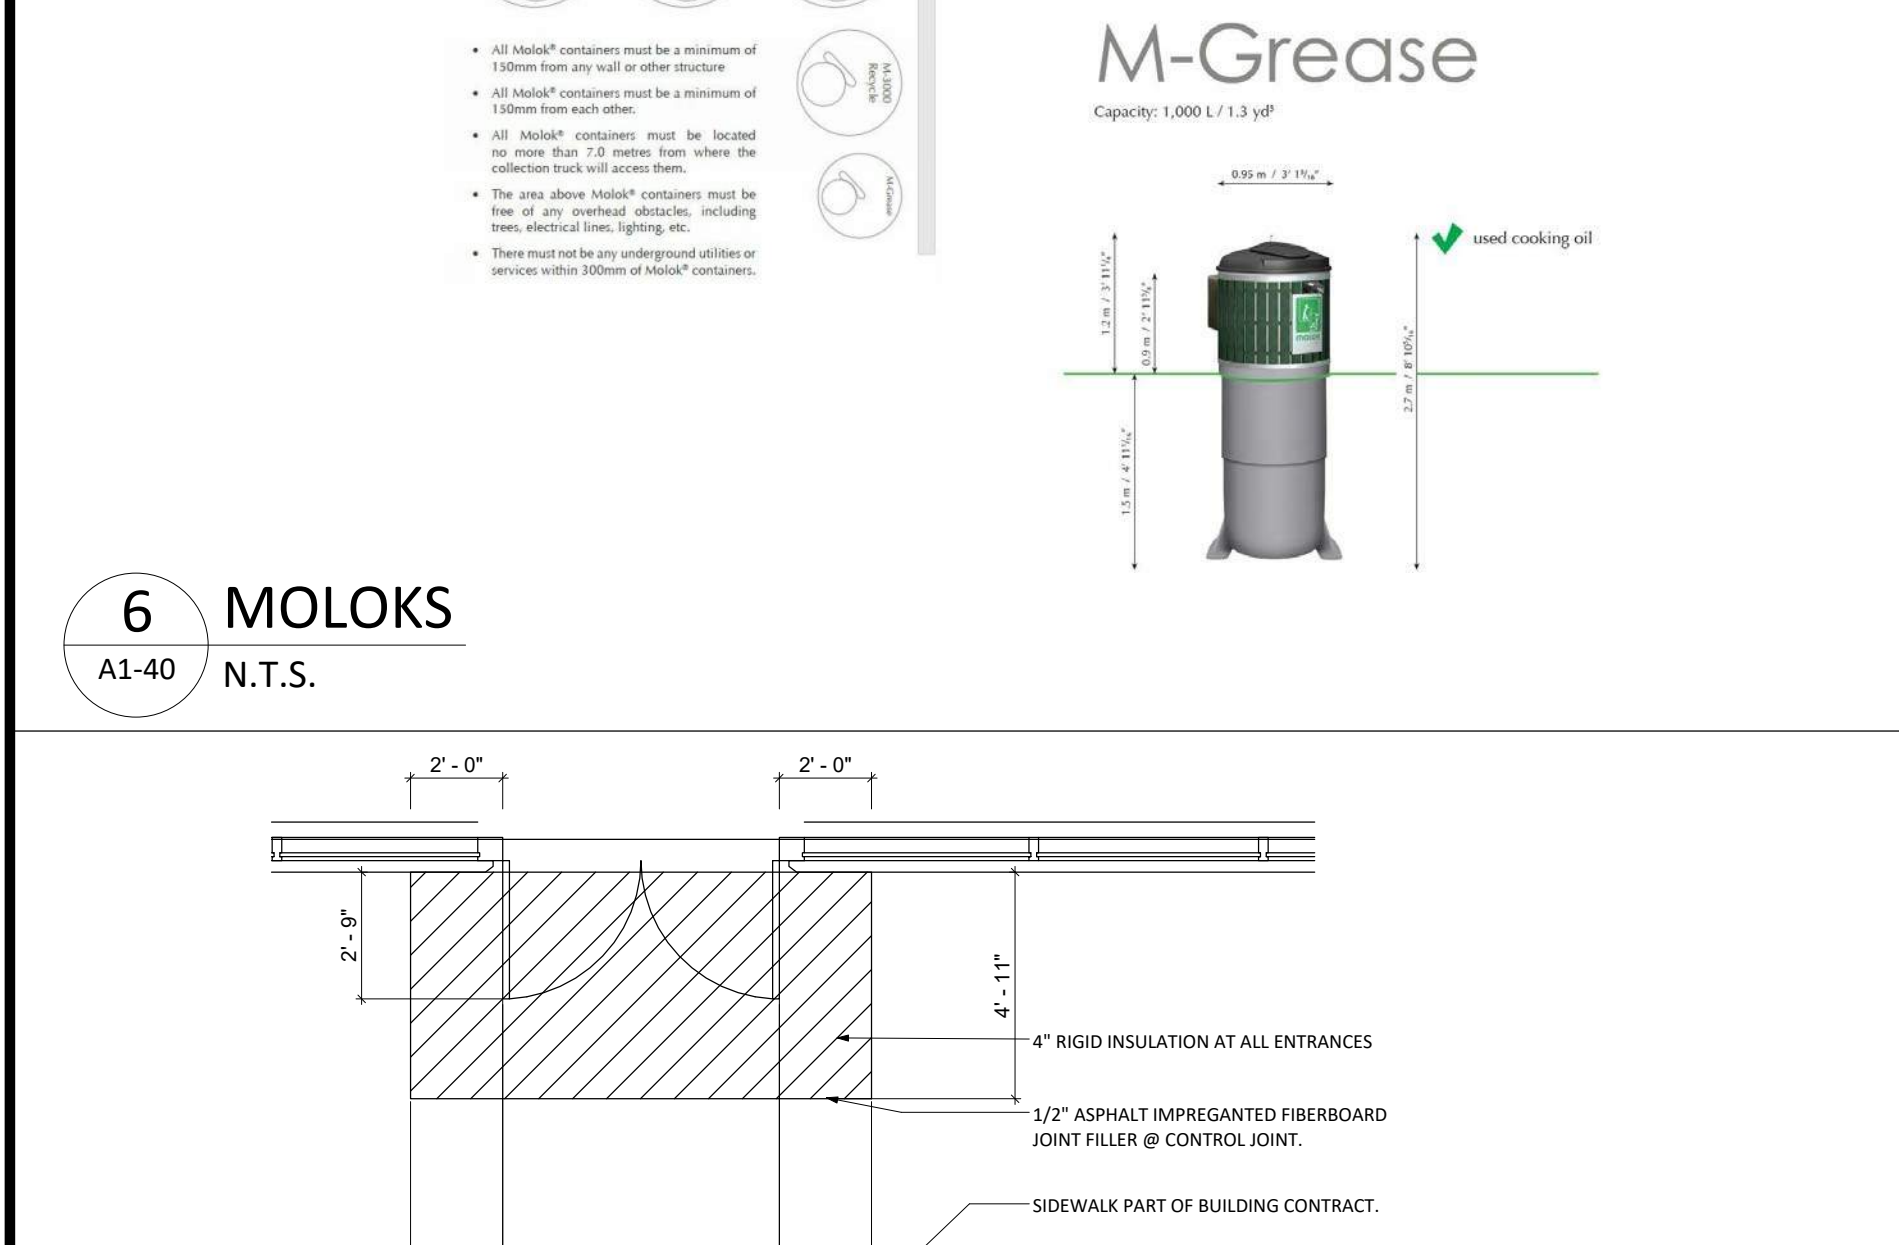 • All Molok® containers must be a minimum of
150mm from any wall or other structure
• All Molok® containers must be a minimum of
150mm from each other.
• All Molok® containers must be located
no more than 7.0 metres from where the
collection truck will access them.
• The area above Molok® containers must be
free of any overhead obstacles, including
trees, electrical lines, lighting, etc.
• There must not be any underground utilities or
services within 300mm of Molok® containers.
M-3000
Recycle
M-Grease
M-Grease
Capacity: 1,000 L / 1.3 yd³
0.95 m / 3' 1⁵⁄₁₆"
used cooking oil
1.2 m / 3' 11¹⁄₄"
0.9 m / 2' 11³⁄₈"
molok
1.5 m / 4' 11¹⁄₁₆"
2.7 m / 8' 10⁵⁄₁₆"
6
A1-40
MOLOKS
N.T.S.
2' - 0"
2' - 0"
2' - 9"
4' - 11"
4" RIGID INSULATION AT ALL ENTRANCES
1/2" ASPHALT IMPREGANTED FIBERBOARD
JOINT FILLER @ CONTROL JOINT.
SIDEWALK PART OF BUILDING CONTRACT.